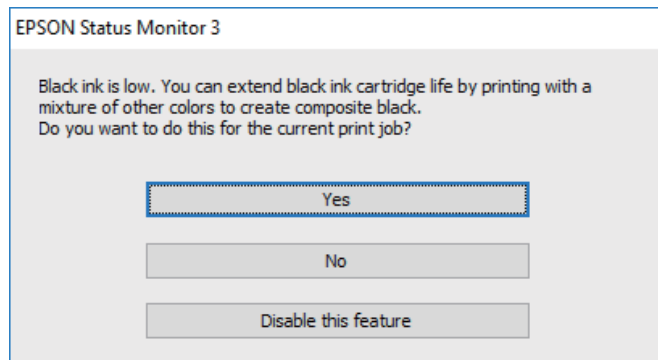 EPSON Status Monitor 3
Black ink is low. You can extend black ink cartridge life by printing with a
mixture of other colors to create composite black.
Do you want to do this for the current print job?
Yes
No
Disable this feature